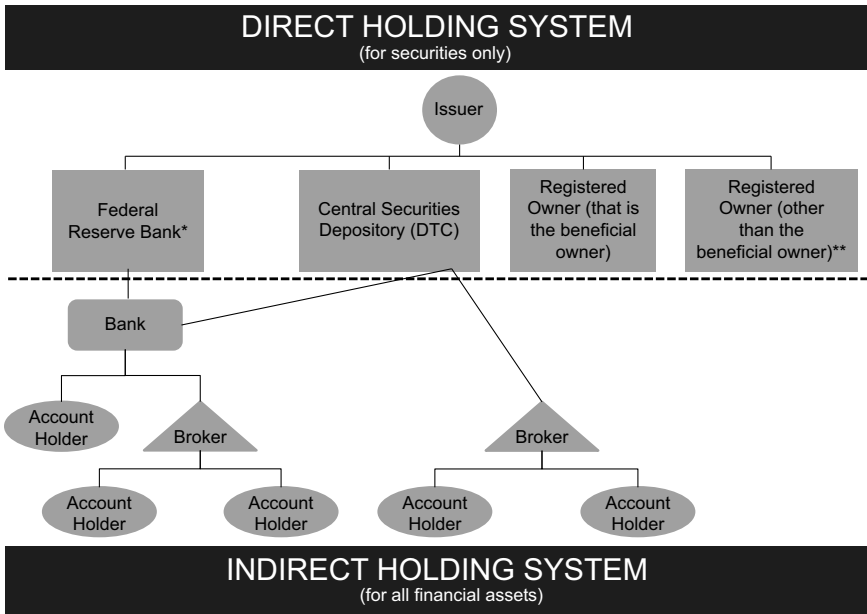 DIRECT HOLDING SYSTEM
(for securities only)
Issuer
Federal
Reserve Bank*
Central Securities
Depository (DTC)
Registered
Owner (that is
the beneficial
owner)
Registered
Owner (other
than the
beneficial owner)**
Bank
Account
Holder
Broker
Broker
Account
Holder
Account
Holder
Account
Holder
Account
Holder
INDIRECT HOLDING SYSTEM
(for all financial assets)